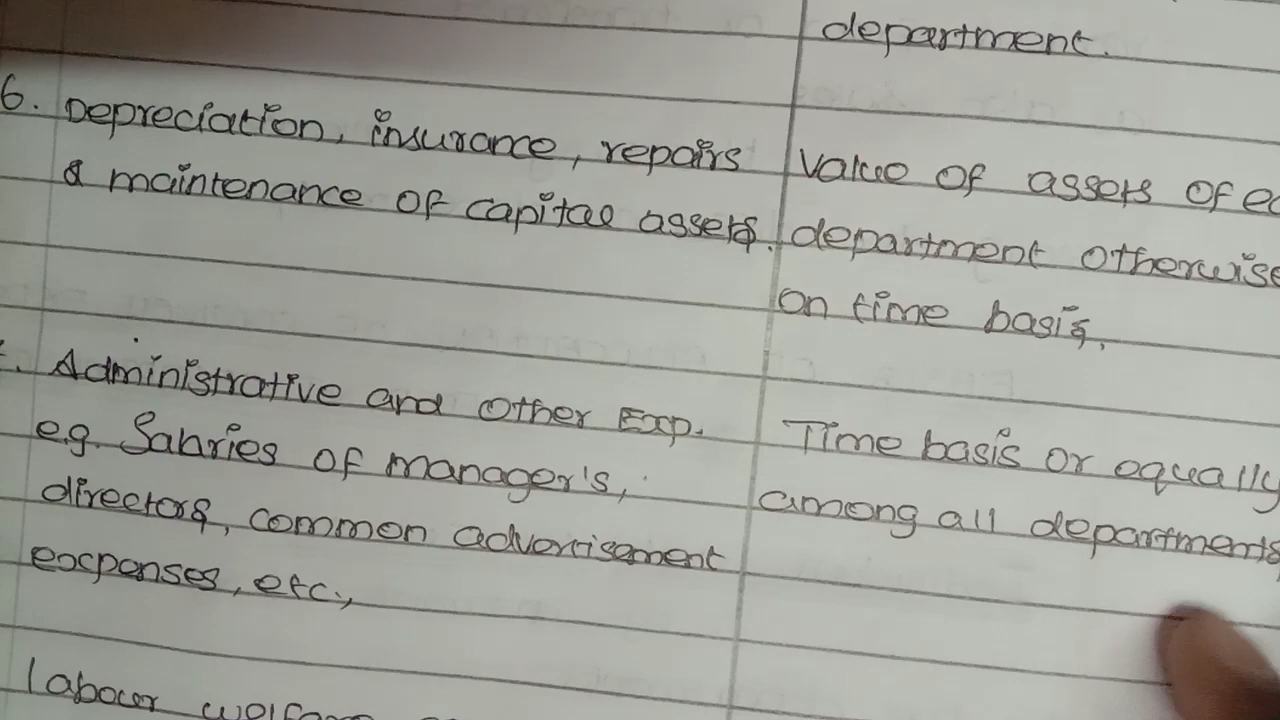 department.
6. Depreciation, insurance, repairs
& maintenance of capital assets.
Value of assets of
department otherwise
on time basis.
Administrative and other Exp.
e.g. Salaries of manager's,
directors, common advertisement
expenses, etc.,
Time basis or equally
among all departments
labour